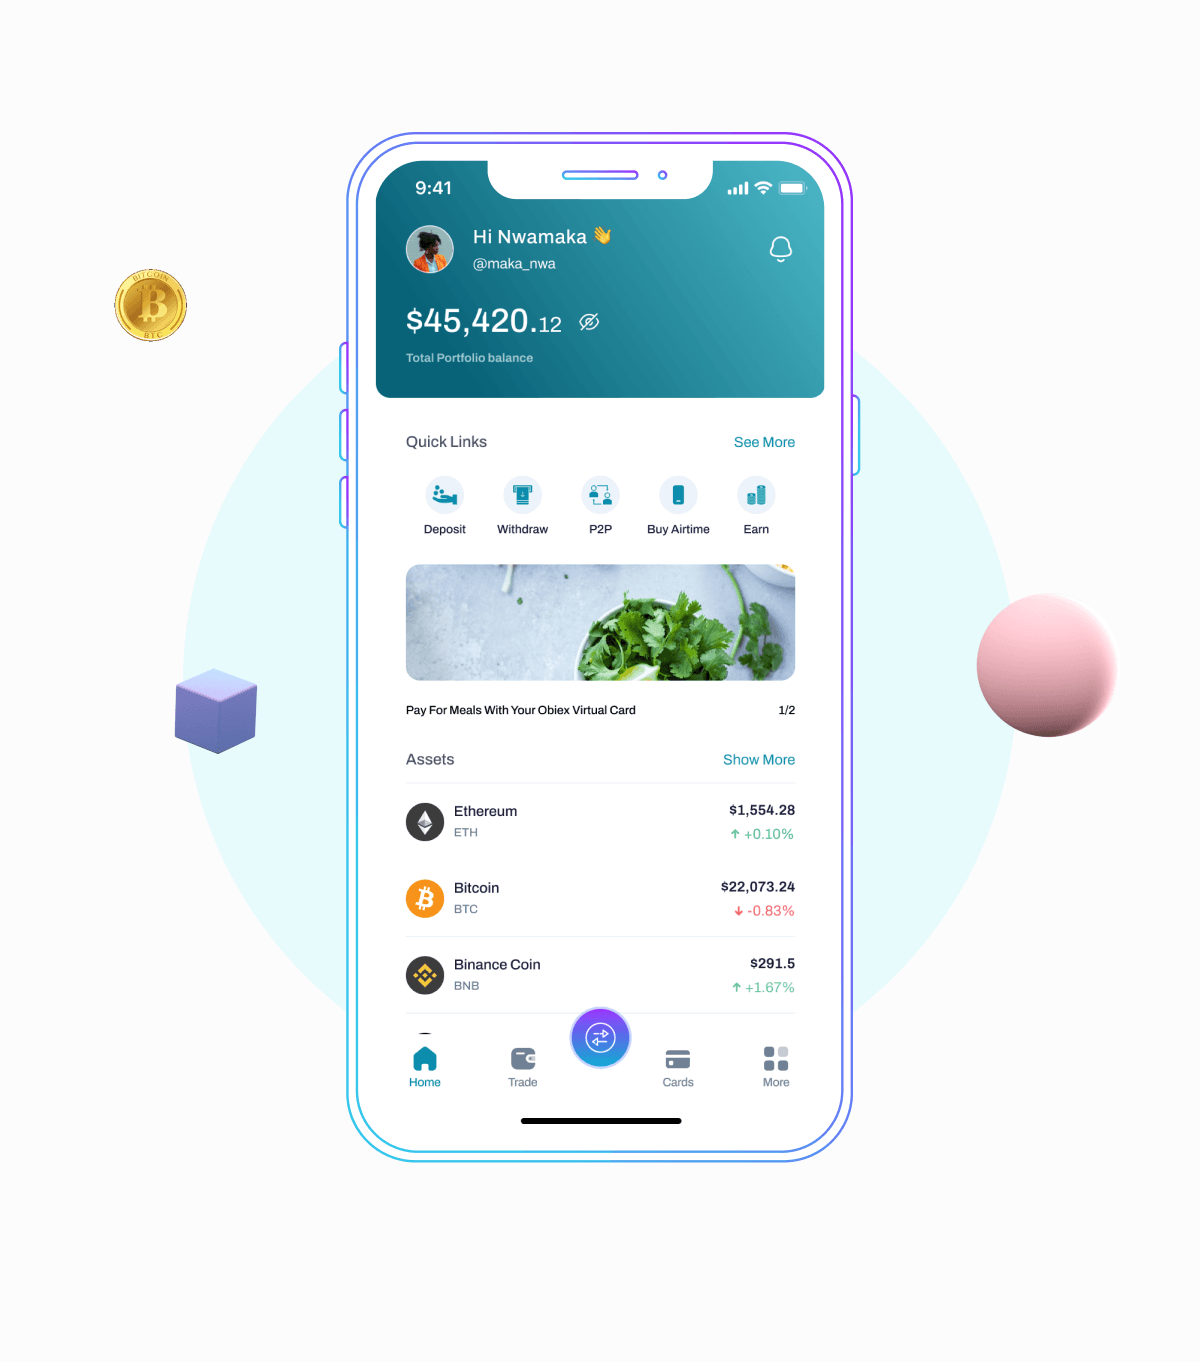 9:41
Hi Nwamaka 👋
@maka_nwa
$45,420.12
Total Portfolio balance
BITCOIN
B
BTC
Quick Links
See More
Deposit
Withdraw
P2P
Buy Airtime
Earn
Pay For Meals With Your Obiex Virtual Card
1/2
Assets
Show More
Ethereum
$1,554.28
ETH
+0.10%
Bitcoin
$22,073.24
BTC
-0.83%
Binance Coin
$291.5
BNB
+1.67%
Home
Trade
Cards
More